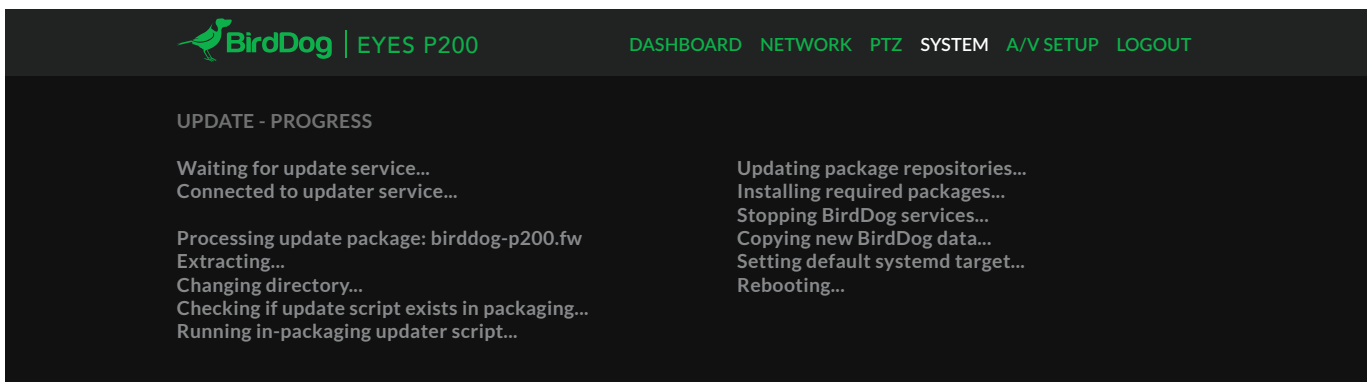 BirdDog | EYES P200
DASHBOARD NETWORK PTZ SYSTEM A/V SETUP LOGOUT
UPDATE - PROGRESS
Waiting for update service...
Connected to updater service...
Processing update package: birddog-p200.fw
Extracting...
Changing directory...
Checking if update script exists in packaging...
Running in-packaging updater script...
Updating package repositories...
Installing required packages...
Stopping BirdDog services...
Copying new BirdDog data...
Setting default systemd target...
Rebooting...